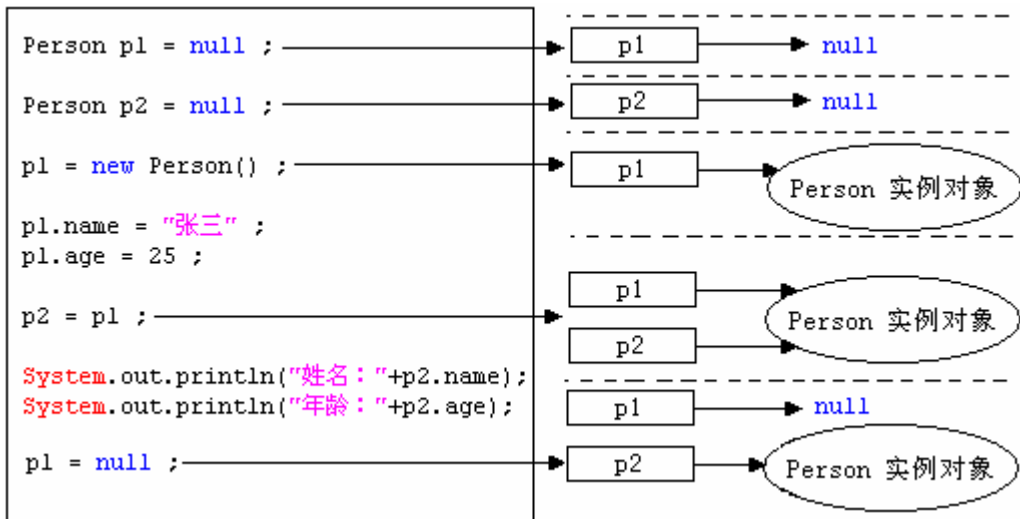 Person p1 = null ;
p1
null
Person p2 = null ;
p2
null
p1 = new Person() ;
p1
Person 实例对象
p1.name = "张三" ;
p1.age = 25 ;
p2 = p1 ;
p1
p2
Person 实例对象
System.out.println("姓名："+p2.name);
System.out.println("年龄："+p2.age);
p1
null
p1 = null ;
p2
Person 实例对象